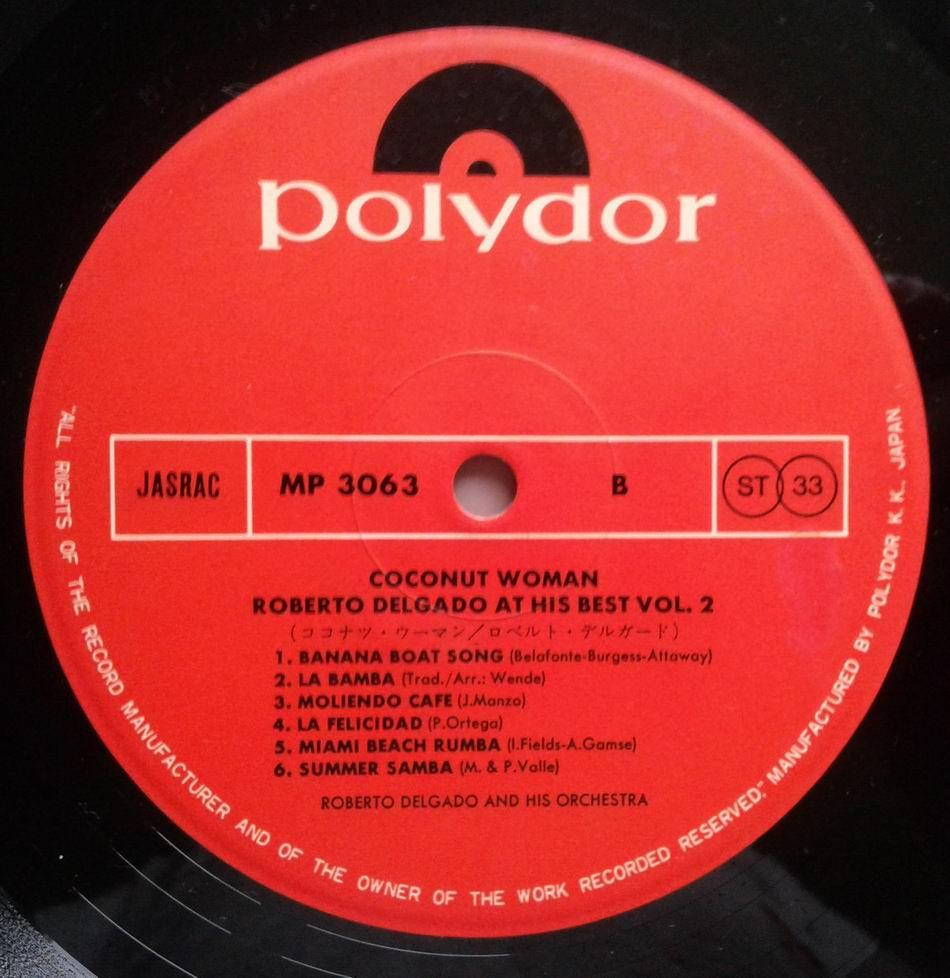 polydor
JASRAC
MP 3063
B
ST 33
COCONUT WOMAN
ROBERTO DELGADO AT HIS BEST VOL. 2
(ココナツ・ウーマン/ロベルト・デルガード)
1. BANANA BOAT SONG (Belafonte-Burgess-Attaway)
2. LA BAMBA (Trad./Arr.: Wende)
3. MOLIENDO CAFE (J.Manzo)
4. LA FELICIDAD (P.Ortega)
5. MIAMI BEACH RUMBA (I.Fields-A.Gamse)
6. SUMMER SAMBA (M. & P.Valle)
ROBERTO DELGADO AND HIS ORCHESTRA
"ALL RIGHTS OF THE RECORD MANUFACTURER AND OF THE OWNER OF THE WORK RECORDED RESERVED." MANUFACTURED BY POLYDOR K. K., JAPAN